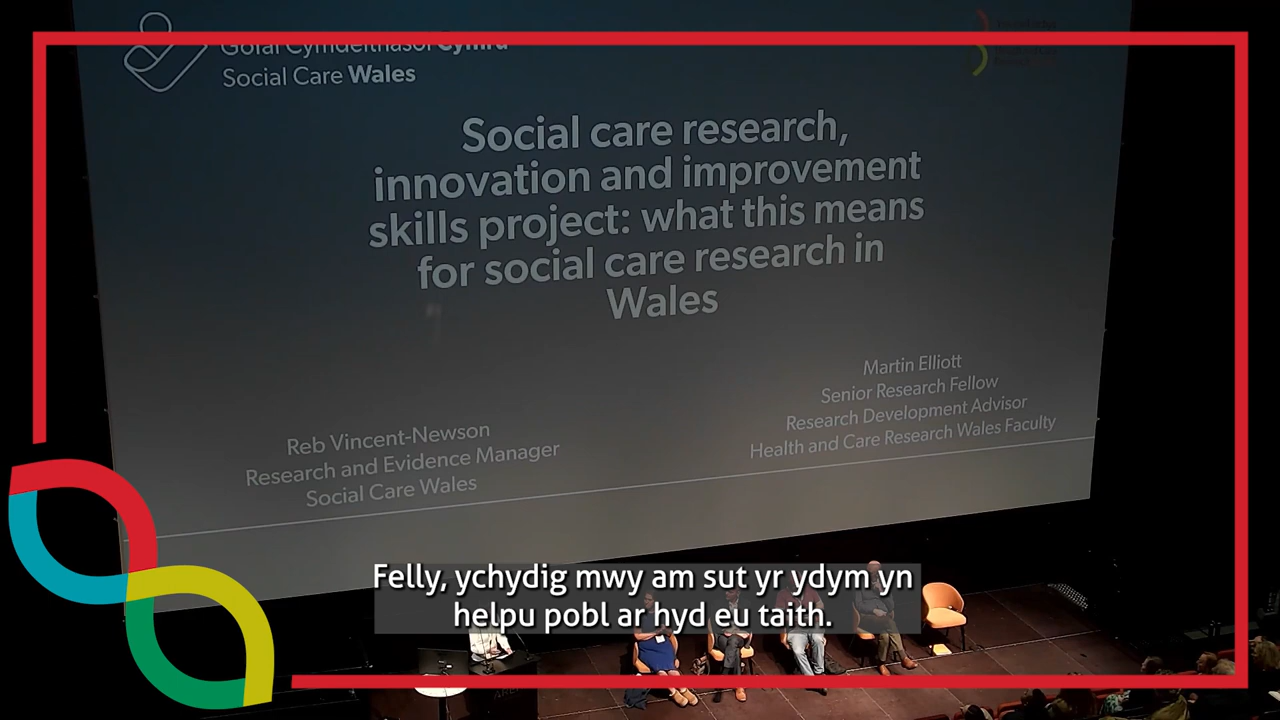 Gofal Cymdeithasol Cymru
Social Care Wales
Social care research,
innovation and improvement
skills project: what this means
for social care research in
Wales
Martin Elliott
Senior Research Fellow
Research Development Advisor
Health and Care Research Wales Faculty
Reb Vincent-Newson
Research and Evidence Manager
Social Care Wales
Felly, ychydig mwy am sut yr ydym yn
helpu pobl ar hyd eu taith.